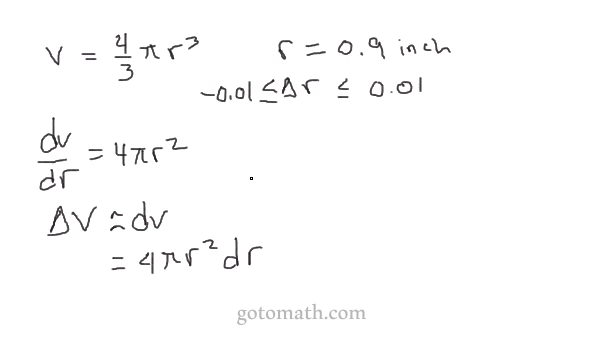 v = 4/3 πr³ r = 0.9 inch
-0.01 ≤ Δr ≤ 0.01
dv/dr = 4πr²
ΔV ≃ dv
= 4πr² dr
gotomath.com